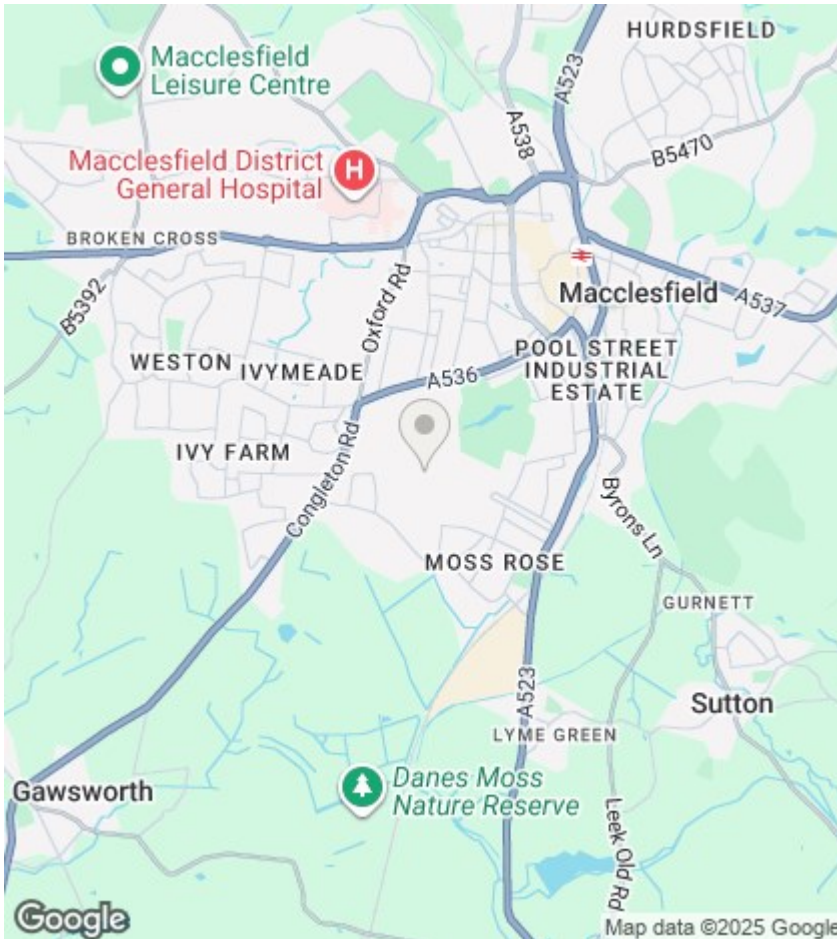 HURDSFIELD
Macclesfield
Leisure Centre
A523
A538
B5470
Macclesfield District
General Hospital
H
BROKEN CROSS
Oxford Rd
B5392
Macclesfield
A537
WESTON
IVYMEADE
POOL STREET
INDUSTRIAL
ESTATE
A536
IVY FARM
Congleton Rd
Byrons Ln
MOSS ROSE
GURNETT
A523
Sutton
LYME GREEN
Gawsworth
Danes Moss
Nature Reserve
Leek Old Rd
Google
Map data ©2025 Google